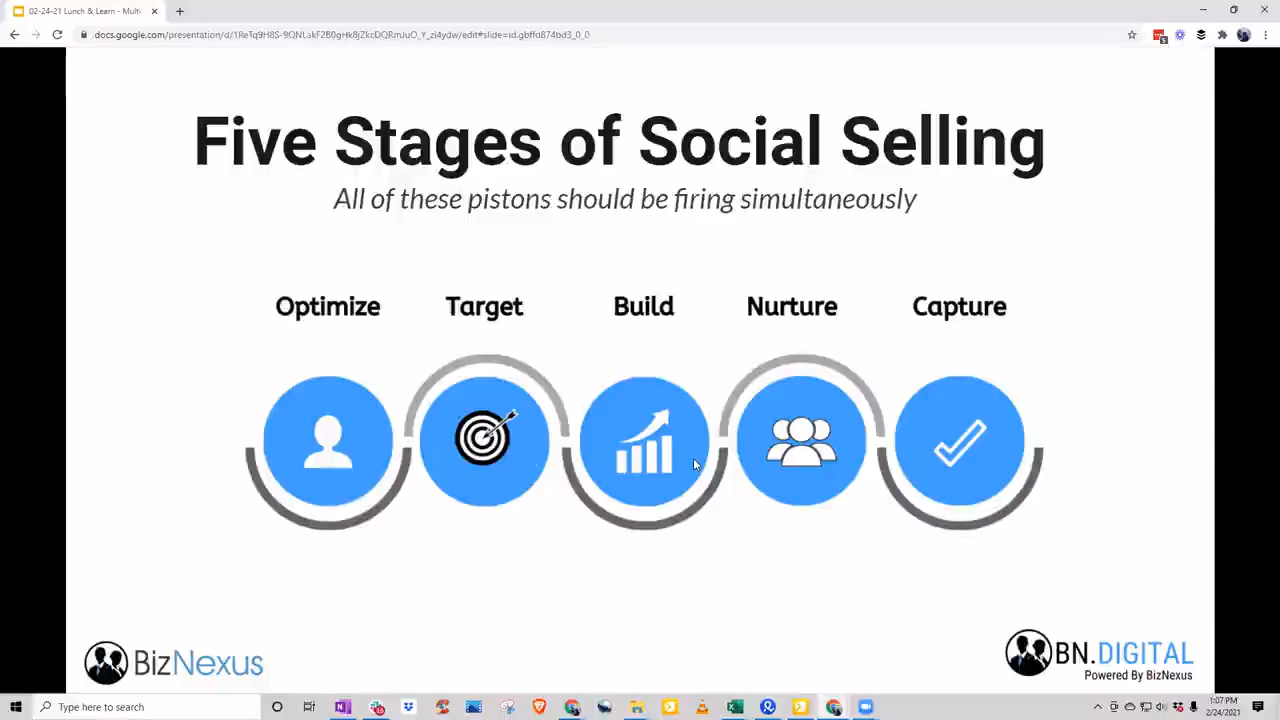 02-24-21 Lunch & Learn - Multi-
Five Stages of Social Selling
All of these pistons should be firing simultaneously
Optimize Target Build Nurture Capture
BizNexus
BN.DIGITAL
Powered By BizNexus
Type here to search
1:07 PM
2/24/2021